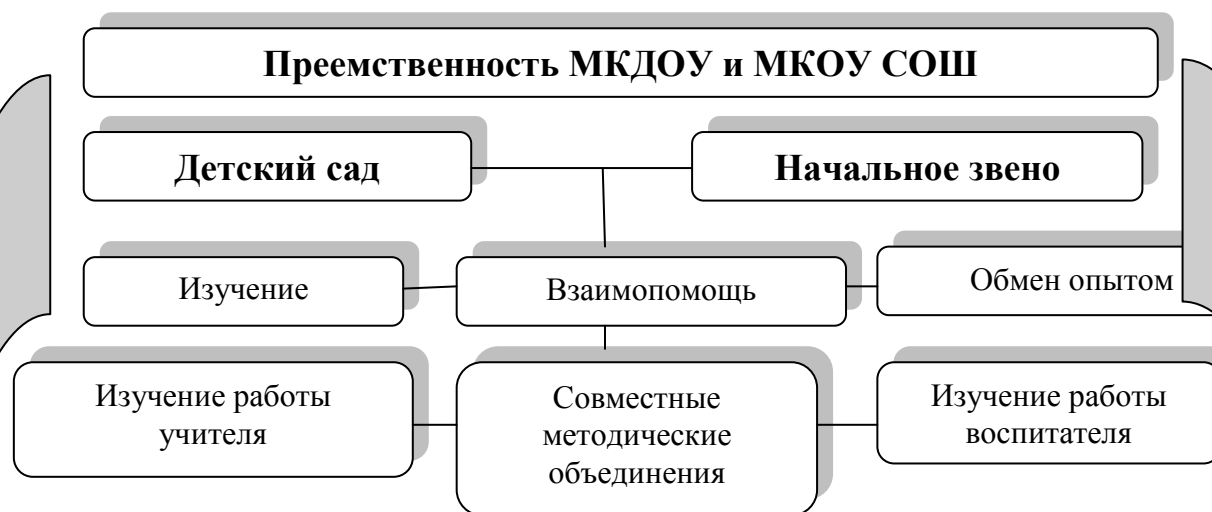 Преемственность МКДОУ и МКОУ СОШ
Детский сад
Начальное звено
Изучение
Взаимопомощь
Обмен опытом
Изучение работы
учителя
Совместные
методические
объединения
Изучение работы
воспитателя